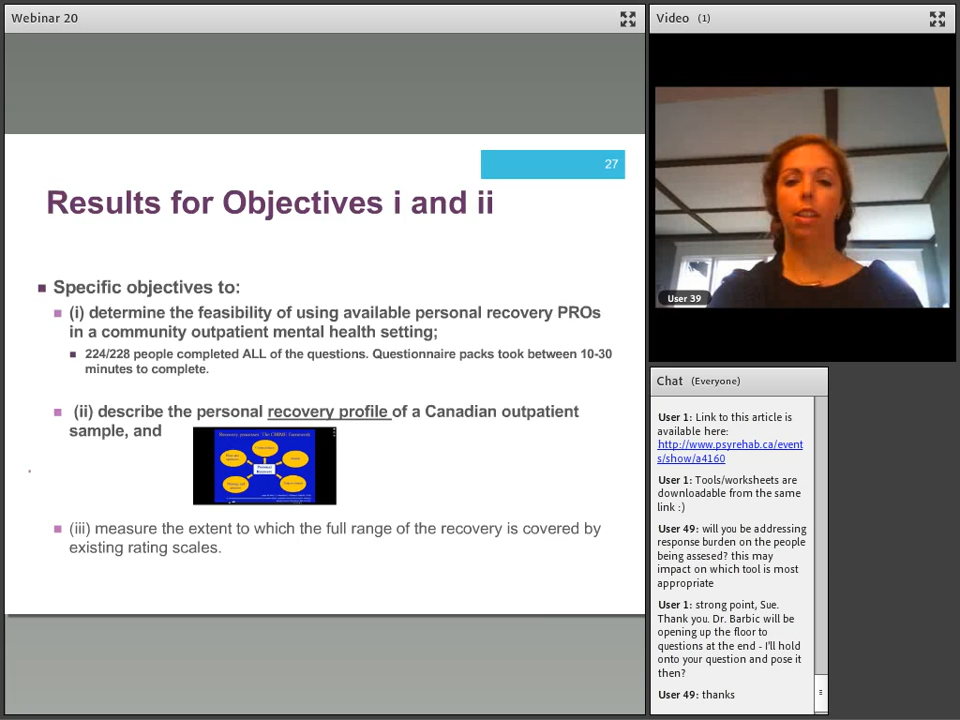 Webinar 20
27
Results for Objectives i and ii
Specific objectives to:
(i) determine the feasibility of using available personal recovery PROs
in a community outpatient mental health setting;
224/228 people completed ALL of the questions. Questionnaire packs took between 10-30
minutes to complete.
(ii) describe the personal recovery profile of a Canadian outpatient
sample, and
Recovery processes: The CHIME framework
Personal
Recovery
(iii) measure the extent to which the full range of the recovery is covered by
existing rating scales.
Video (1)
User 39
Chat (Everyone)
User 1: Link to this article is
available here:
http://www.psyrehab.ca/event
s/show/a4160
User 1: Tools/worksheets are
downloadable from the same
link :)
User 49: will you be addressing
response burden on the people
being assesed? this may
impact on which tool is most
appropriate
User 1: strong point, Sue.
Thank you. Dr. Barbic will be
opening up the floor to
questions at the end - I'll hold
onto your question and pose it
then?
User 49: thanks